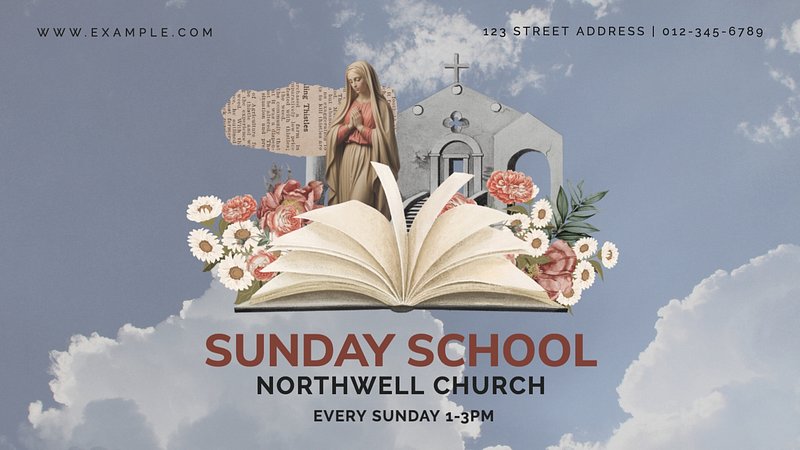 WWW.EXAMPLE.COM
123 STREET ADDRESS | 012-345-6789
SUNDAY SCHOOL
NORTHWELL CHURCH
EVERY SUNDAY 1-3PM